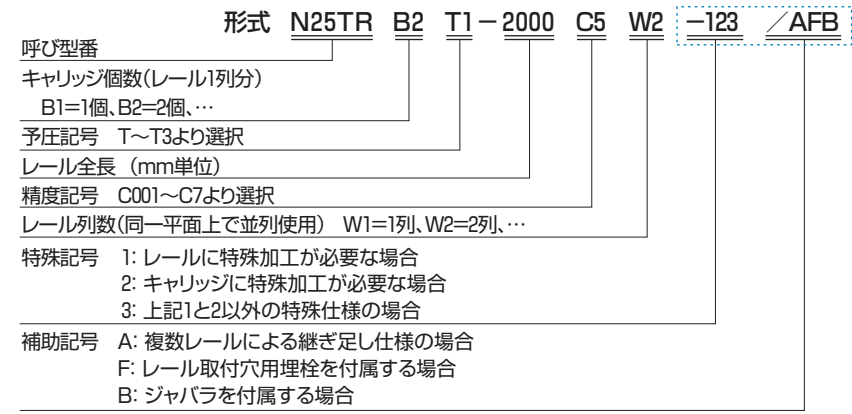 形式 N25TR B2 T1－2000 C5 W2 －123 ／AFB
呼び型番
キャリッジ個数（レール1列分）
B1＝1個、B2＝2個、…
予圧記号 T～T3より選択
レール全長 （mm単位）
精度記号 C001～C7より選択
レール列数（同一平面上で並列使用） W1＝1列、W2＝2列、…
特殊記号 1：レールに特殊加工が必要な場合
2：キャリッジに特殊加工が必要な場合
3：上記1と2以外の特殊仕様の場合
補助記号 A：複数レールによる継ぎ足し仕様の場合
F：レール取付穴用埋栓を付属する場合
B：ジャバラを付属する場合